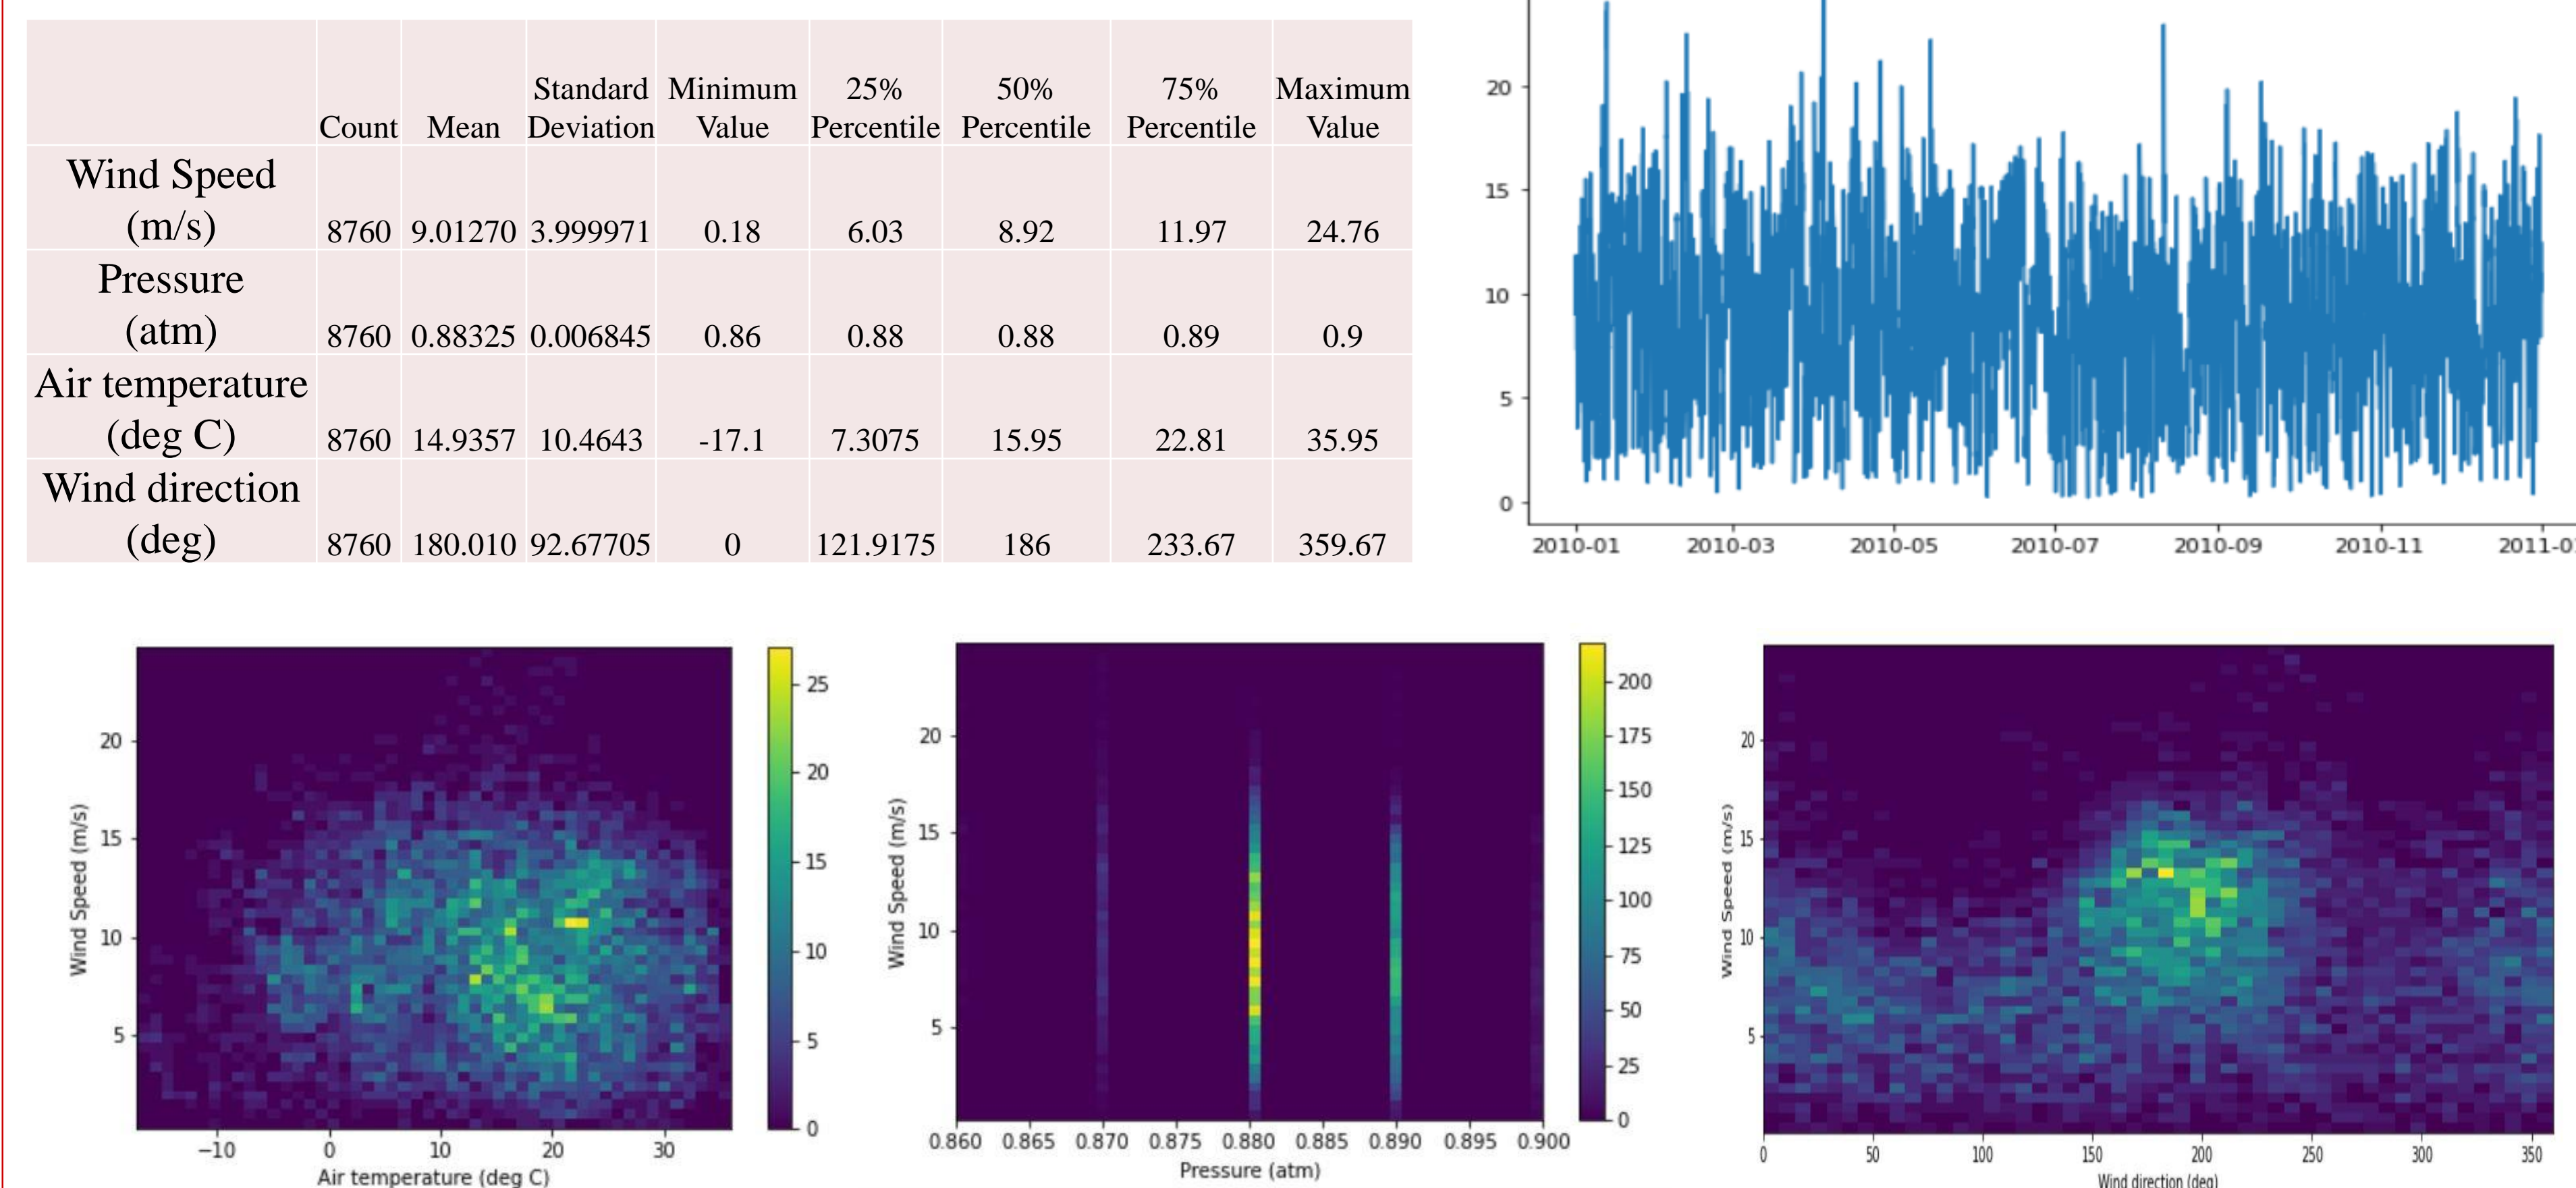 Count Mean Standard Deviation Minimum Value 25% Percentile 50% Percentile 75% Percentile Maximum Value
Wind Speed (m/s) 8760 9.01270 3.999971 0.18 6.03 8.92 11.97 24.76
Pressure (atm) 8760 0.88325 0.006845 0.86 0.88 0.88 0.89 0.9
Air temperature (deg C) 8760 14.9357 10.4643 -17.1 7.3075 15.95 22.81 35.95
Wind direction (deg) 8760 180.010 92.67705 0 121.9175 186 233.67 359.67
20
15
10
5
0
2010-01 2010-03 2010-05 2010-07 2010-09 2010-11
Wind Speed (m/s)
20
15
10
5
−10 0 10 20 30
Air temperature (deg C)
25
20
15
10
5
0
Wind Speed (m/s)
20
15
10
5
0.860 0.865 0.870 0.875 0.880 0.885 0.890 0.895 0.900
Pressure (atm)
200
175
150
125
100
75
50
25
0
Wind Speed (m/s)
20
15
10
5
0 50 100 150 200 250 300 350
Wind direction (deg)